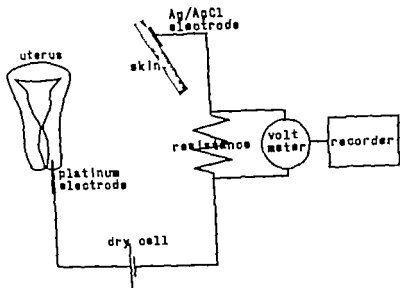 Ag/AgCl
electrode
uterus
skin
resistance
volt
meter
recorder
platinum
electrode
dry cell